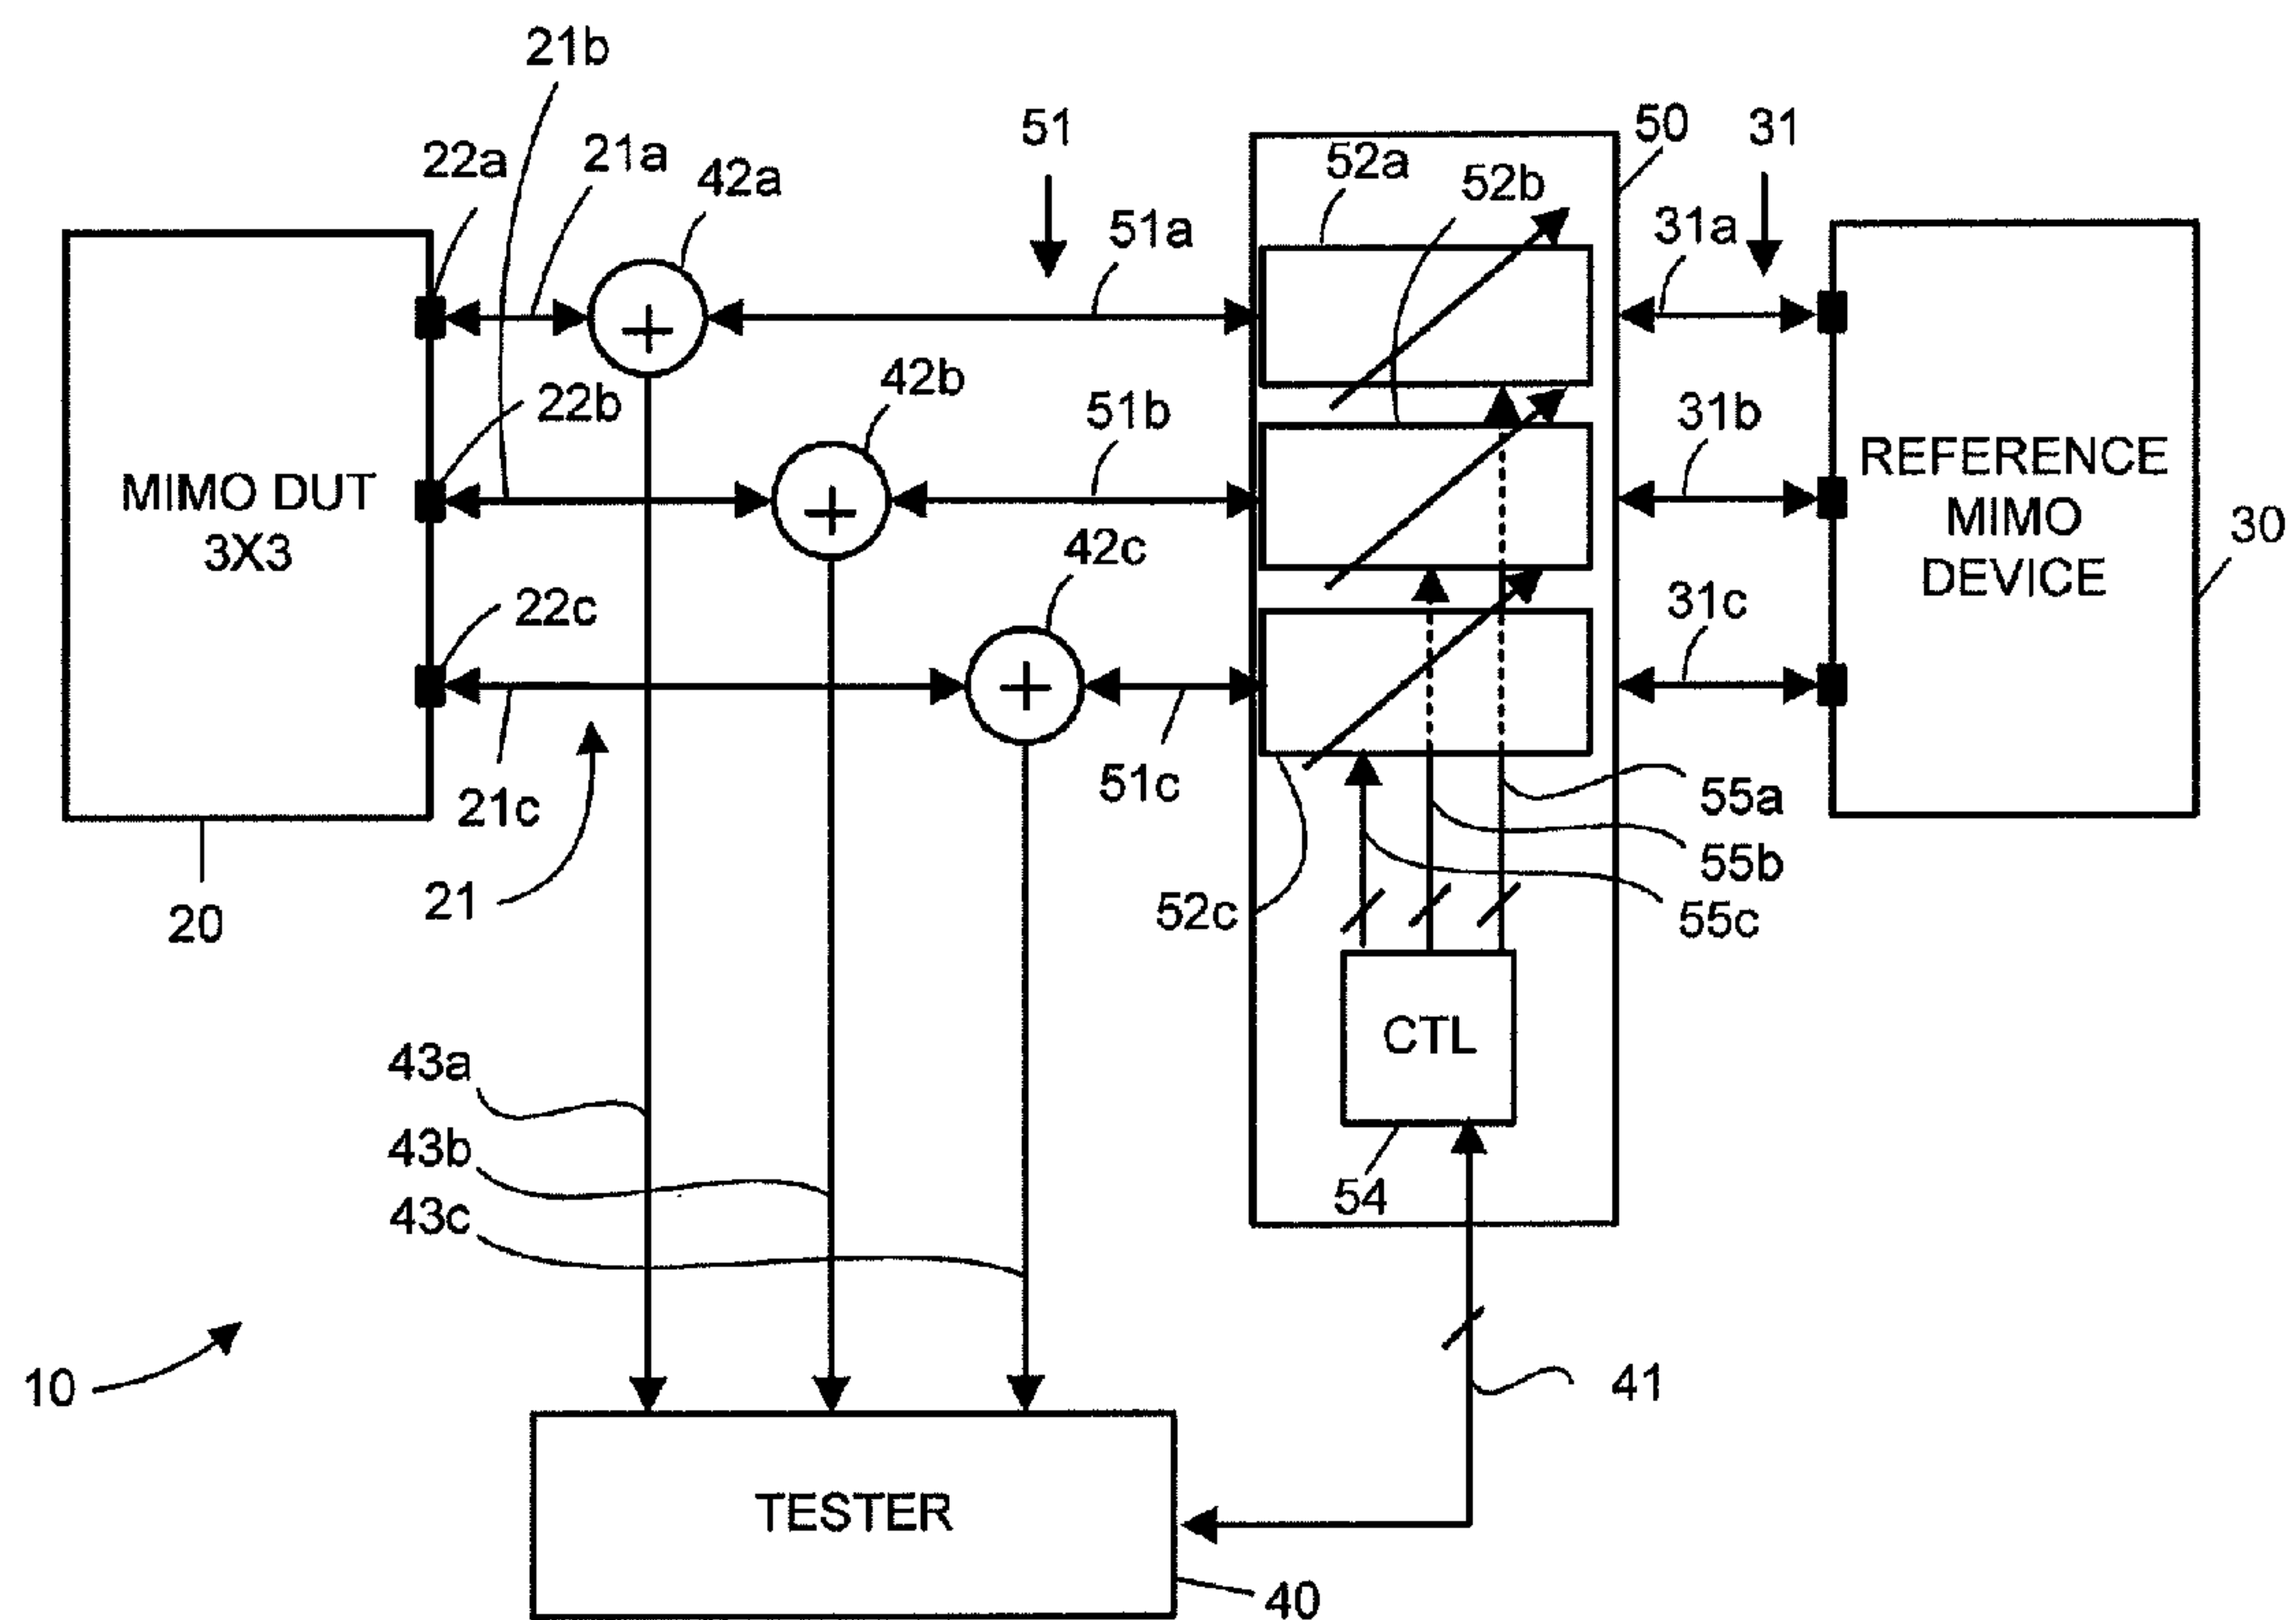 21b
51
50
31
22a
21a
42a
52a
52b
51a
31a
42b
22b
51b
31b
MIMO DUT
3X3
REFERENCE
MIMO
DEVICE
30
42c
22c
31c
+
+
+
21c
51c
55a
55b
55c
21
52c
20
CTL
43a
43b
54
43c
10
41
TESTER
40